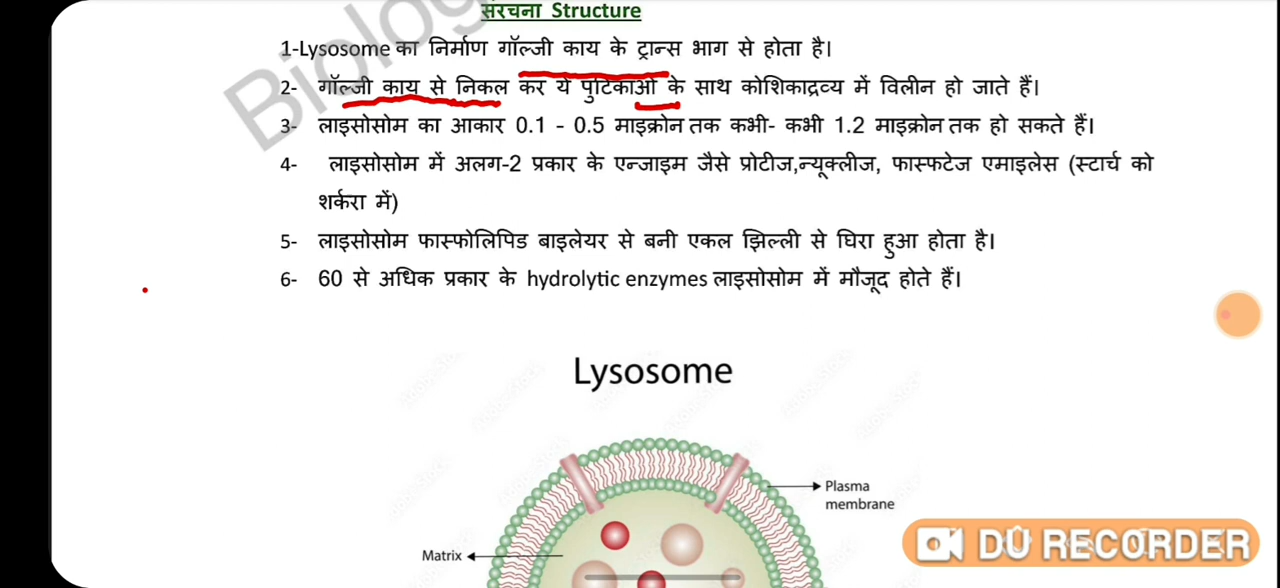 संरचना Structure
1-Lysosome का निर्माण गॉल्जी काय के ट्रान्स भाग से होता है।
2- गॉल्जी काय से निकल कर ये पुटिकाओं के साथ कोशिकाद्रव्य में विलीन हो जाते हैं।
3- लाइसोसोम का आकार 0.1 - 0.5 माइक्रोन तक कभी- कभी 1.2 माइक्रोन तक हो सकते हैं।
4- लाइसोसोम में अलग-2 प्रकार के एन्जाइम जैसे प्रोटीज,न्यूक्लीज, फास्फटेज एमाइलेस (स्टार्च को
शर्करा में)
5- लाइसोसोम फास्फोलिपिड बाइलेयर से बनी एकल झिल्ली से घिरा हुआ होता है।
6- 60 से अधिक प्रकार के hydrolytic enzymes लाइसोसोम में मौजूद होते हैं।
Lysosome
Plasma
membrane
Matrix
DU RECORDER